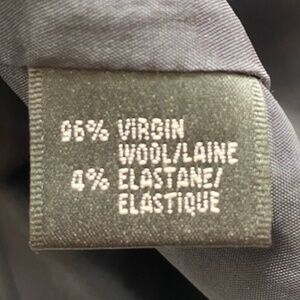 96% VIRGIN
WOOL/LAINE
4% ELASTANE/
ELASTIQUE